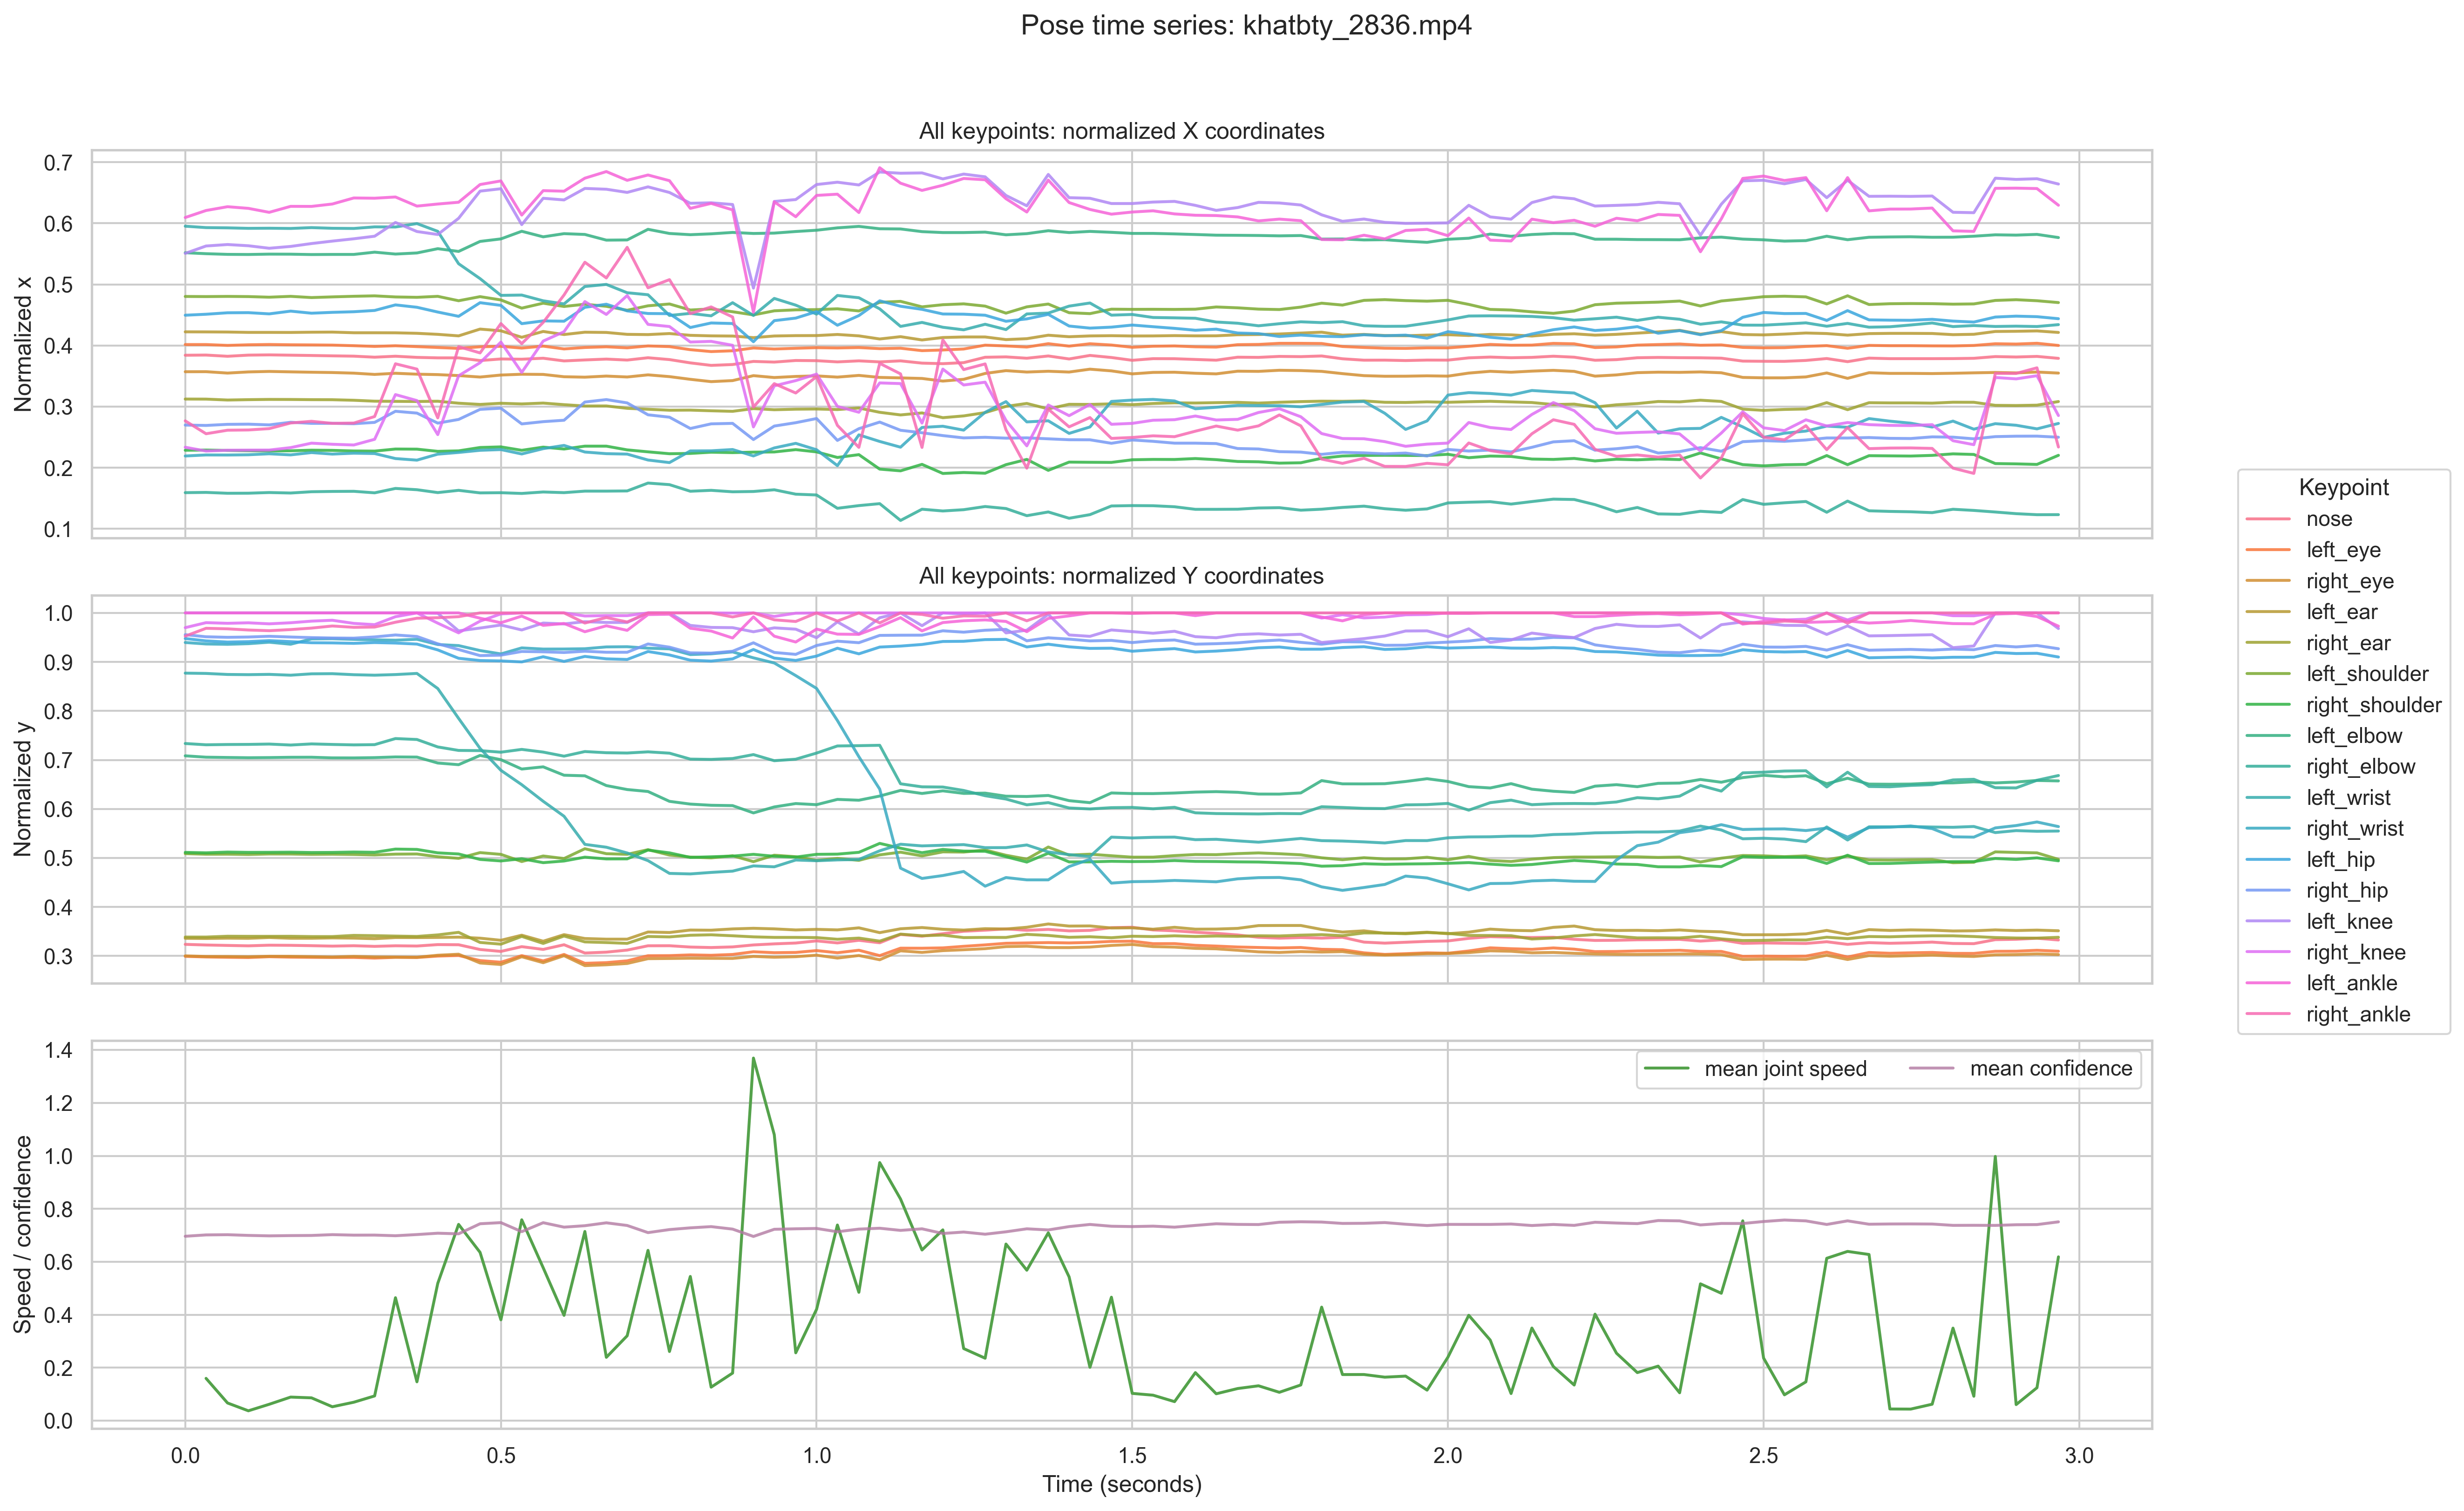 Pose time series: khatbty_2836.mp4
All keypoints: normalized X coordinates
Normalized x
0.7
0.6
0.5
0.4
0.3
0.2
0.1
All keypoints: normalized Y coordinates
Normalized y
1.0
0.9
0.8
0.7
0.6
0.5
0.4
0.3
Keypoint
nose
left_eye
right_eye
left_ear
right_ear
left_shoulder
right_shoulder
left_elbow
right_elbow
left_wrist
right_wrist
left_hip
right_hip
left_knee
right_knee
left_ankle
right_ankle
Speed / confidence
1.4
1.2
1.0
0.8
0.6
0.4
0.2
0.0
mean joint speed mean confidence
0.0 0.5 1.0 1.5 2.0 2.5 3.0
Time (seconds)